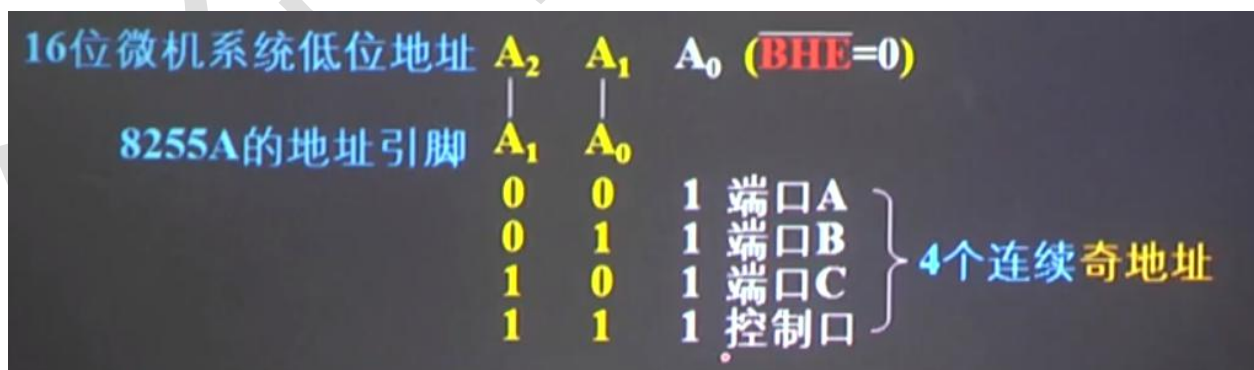 16位微机系统低位地址 A₂ A₁ A₀ (B̅H̅E̅=0)
8255A的地址引脚 A₁ A₀
0 0 1 端口A
0 1 1 端口B
1 0 1 端口C
1 1 1 控制口
4个连续奇地址